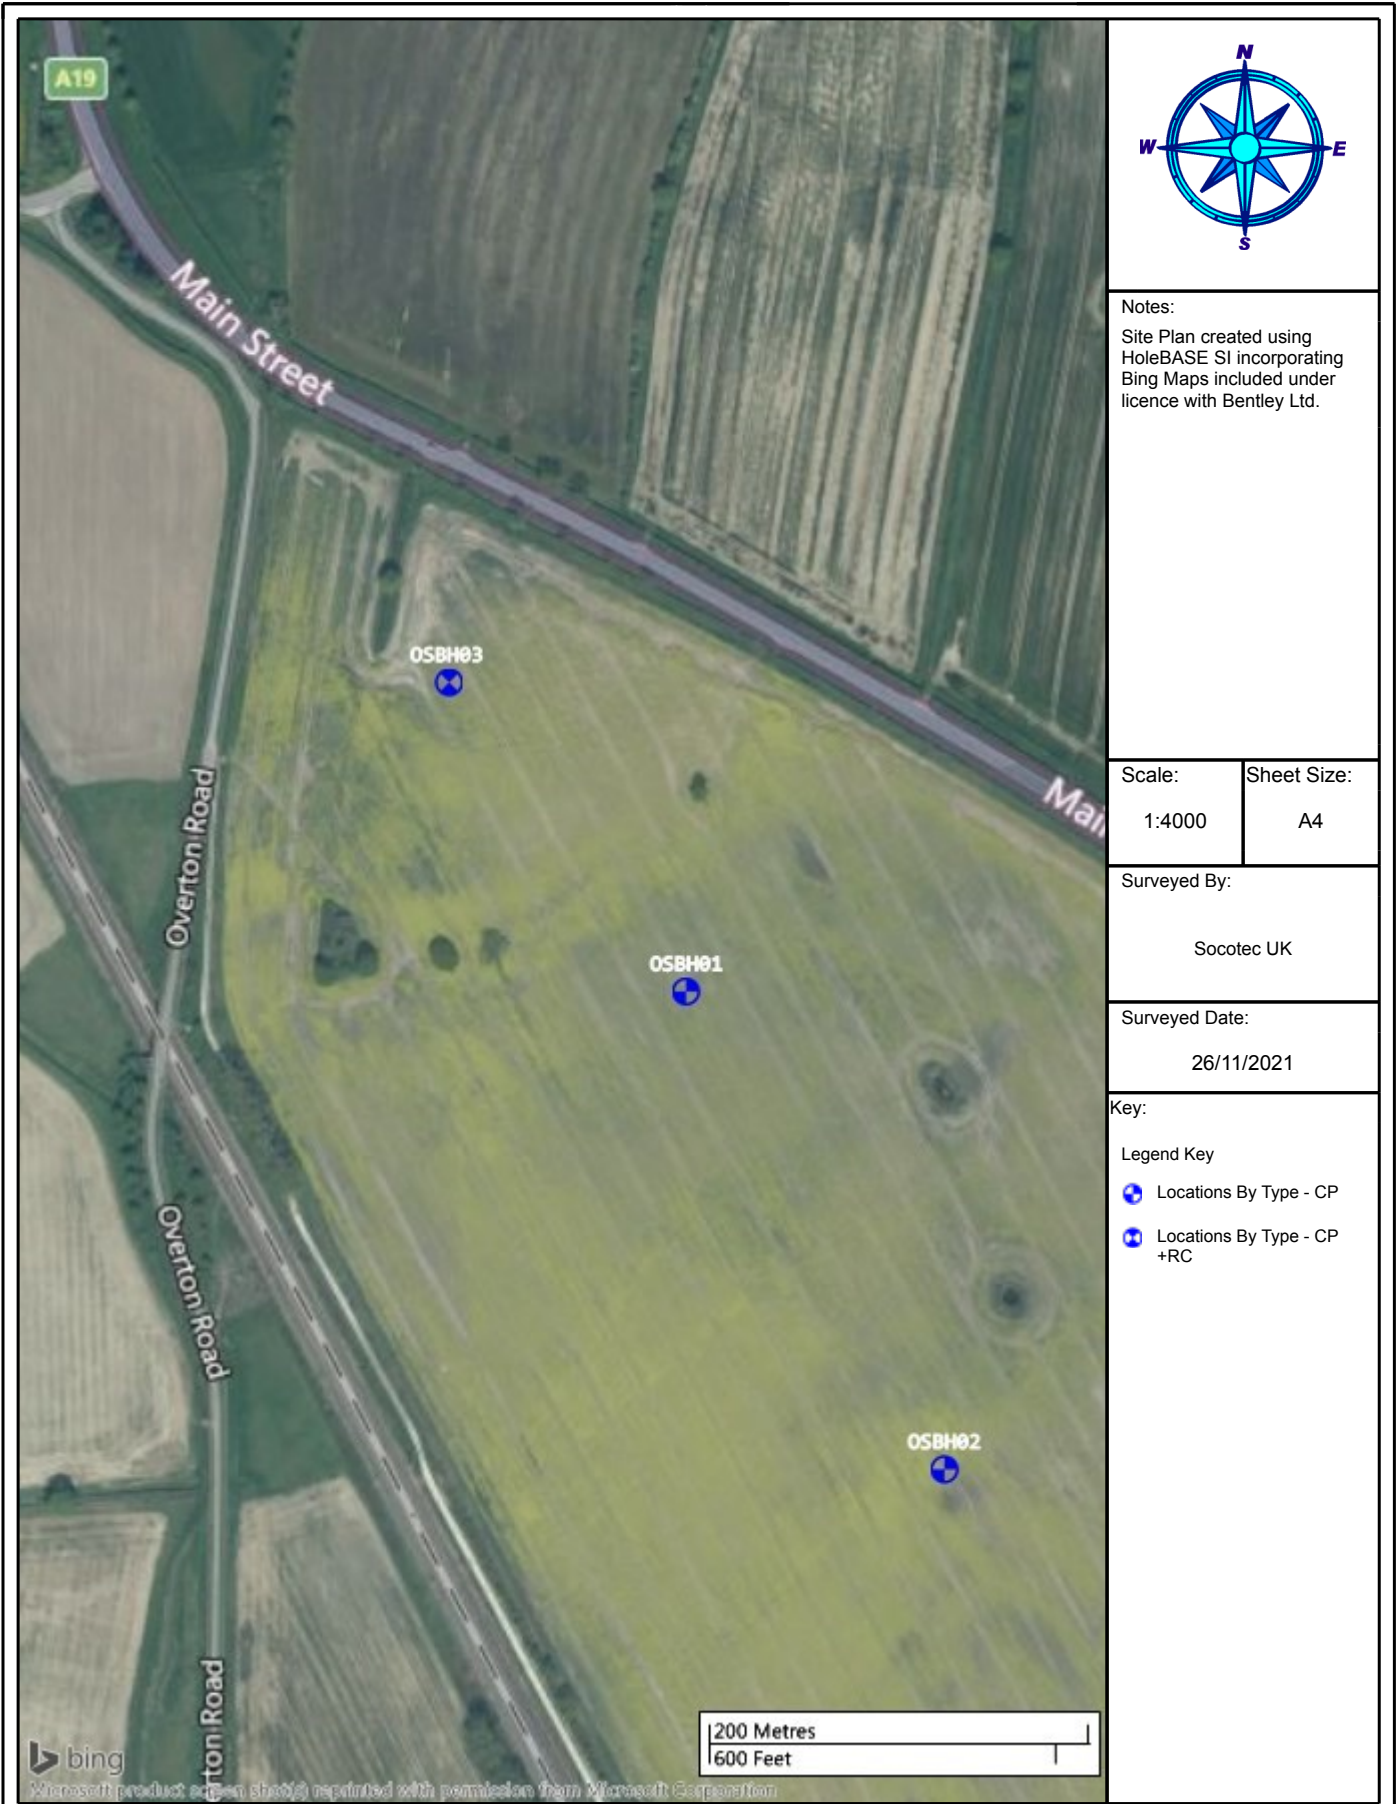 A19
Main Street
OSBH03
Mai
Overton Road
OSBH01
Overton Road
OSBH02
rton Road
200 Metres
600 Feet
bing
Microsoft product screen shot(s) reprinted with permission from Microsoft Corporation
N
W
E
S
Notes:
Site Plan created using
HoleBASE SI incorporating
Bing Maps included under
licence with Bentley Ltd.
Scale:
1:4000
Sheet Size:
A4
Surveyed By:
Socotec UK
Surveyed Date:
26/11/2021
Key:
Legend Key
Locations By Type - CP
Locations By Type - CP
+RC